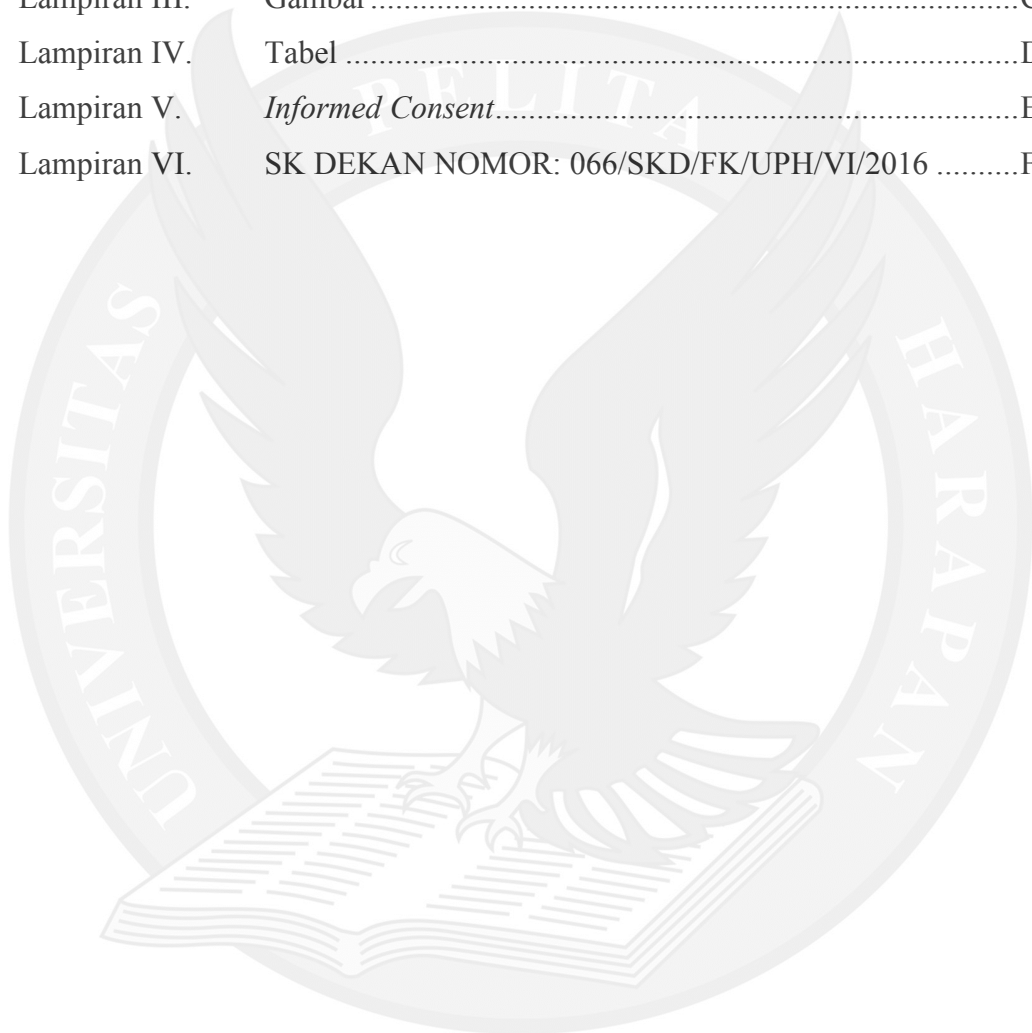 Lampiran III. Gambar ........................................................................................ C
Lampiran IV. Tabel ........................................................................................... D
Lampiran V. Informed Consent ....................................................................... E
Lampiran VI. SK DEKAN NOMOR: 066/SKD/FK/UPH/VI/2016 .......... F
UNIVERSITAS PELITA HARAPAN